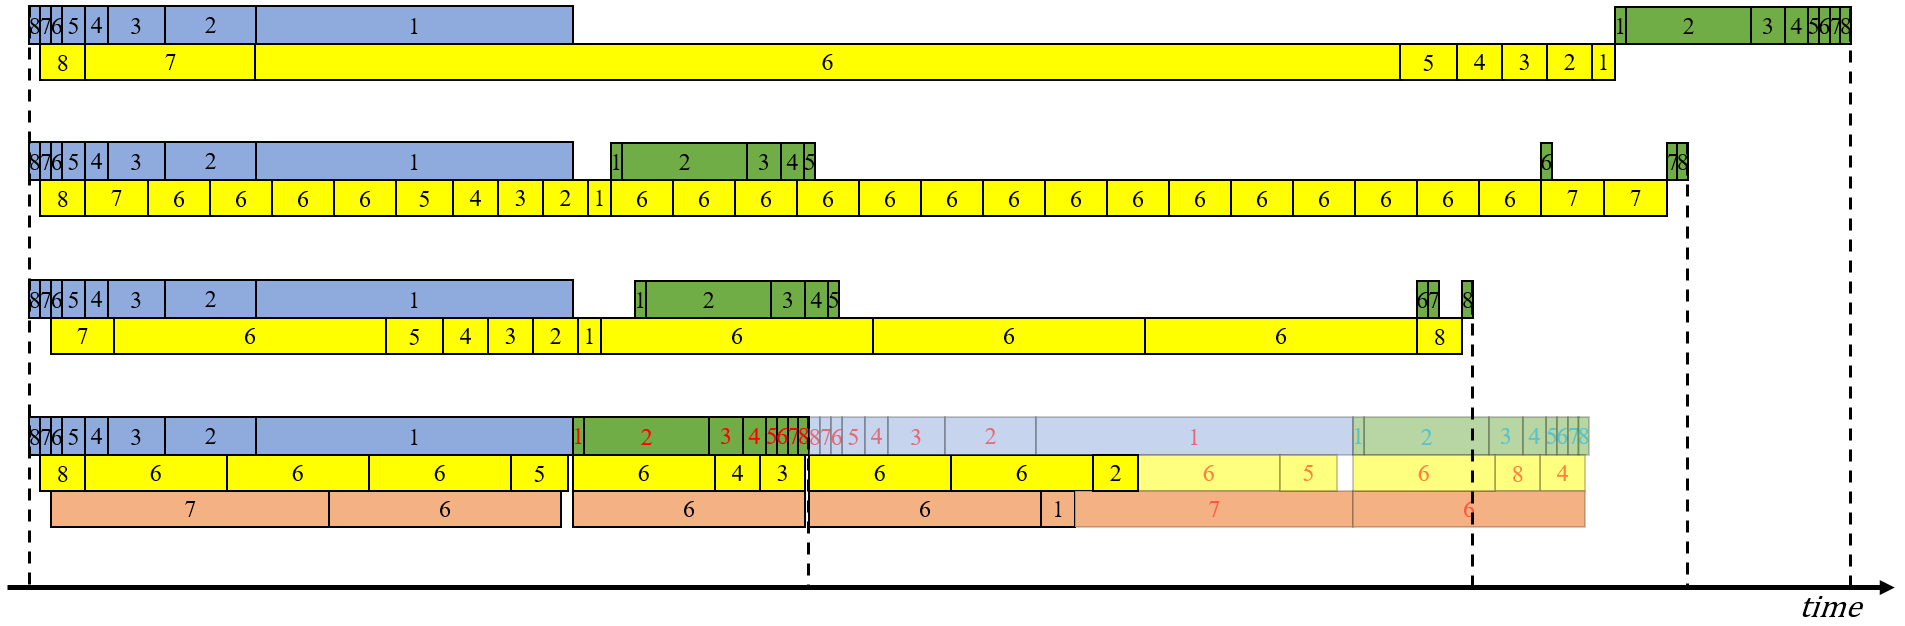 8 7 6 5 4 3 2 1 1 2 3 4 5 6 7 8
8 7 6 5 4 3 2 1
8 7 6 5 4 3 2 1 1 2 3 4 5 6 7 8
8 7 6 6 6 6 5 4 3 2 1 6 6 6 6 6 6 6 6 6 6 6 6 6 6 6 7 7
8 7 6 5 4 3 2 1 1 2 3 4 5 6 7 8
7 6 5 4 3 2 1 6 6 6 8
8 7 6 5 4 3 2 1 1 2 3 4 5 6 7 8 8 7 6 5 4 3 2 1 1 2 3 4 5 6 7 8
8 6 6 6 5 6 4 3 6 6 2 6 5 6 8 4
7 6 6 6 1 7 6
time